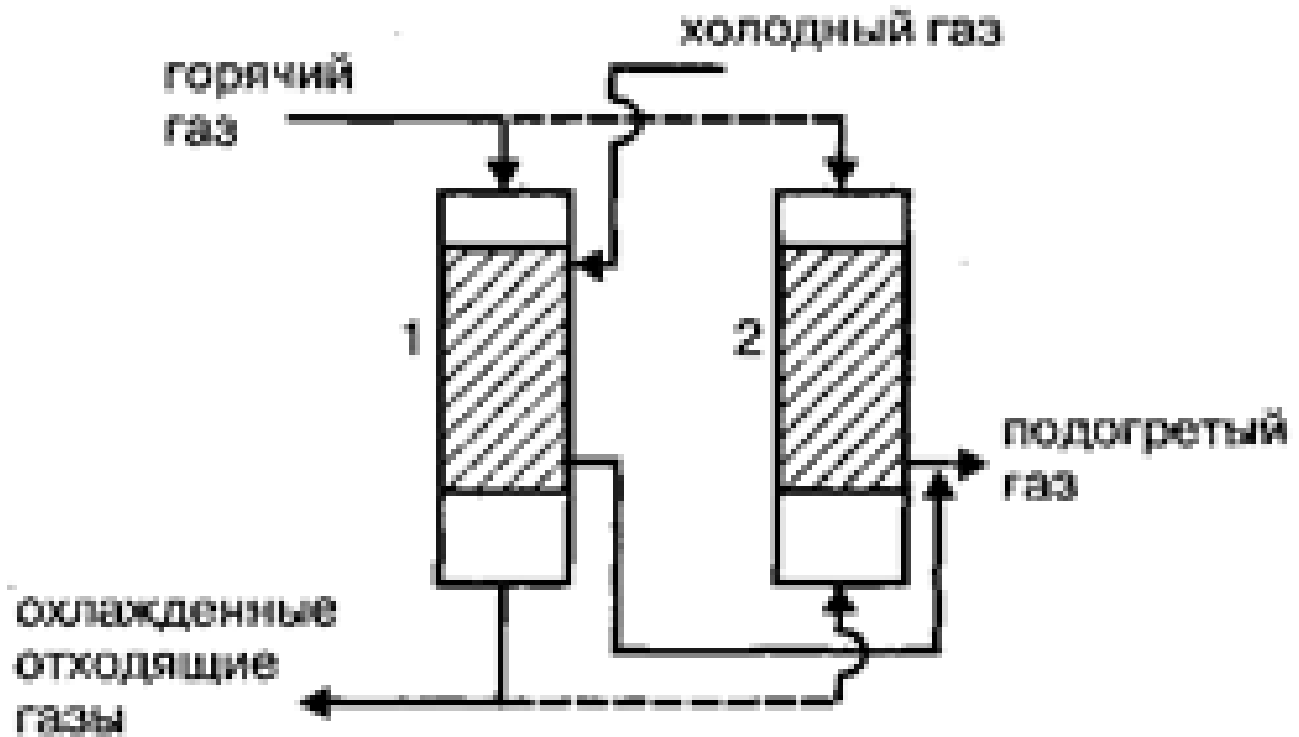 холодный газ
горячий
газ
1
2
подогретый
газ
охлажденные
отходящие
газы